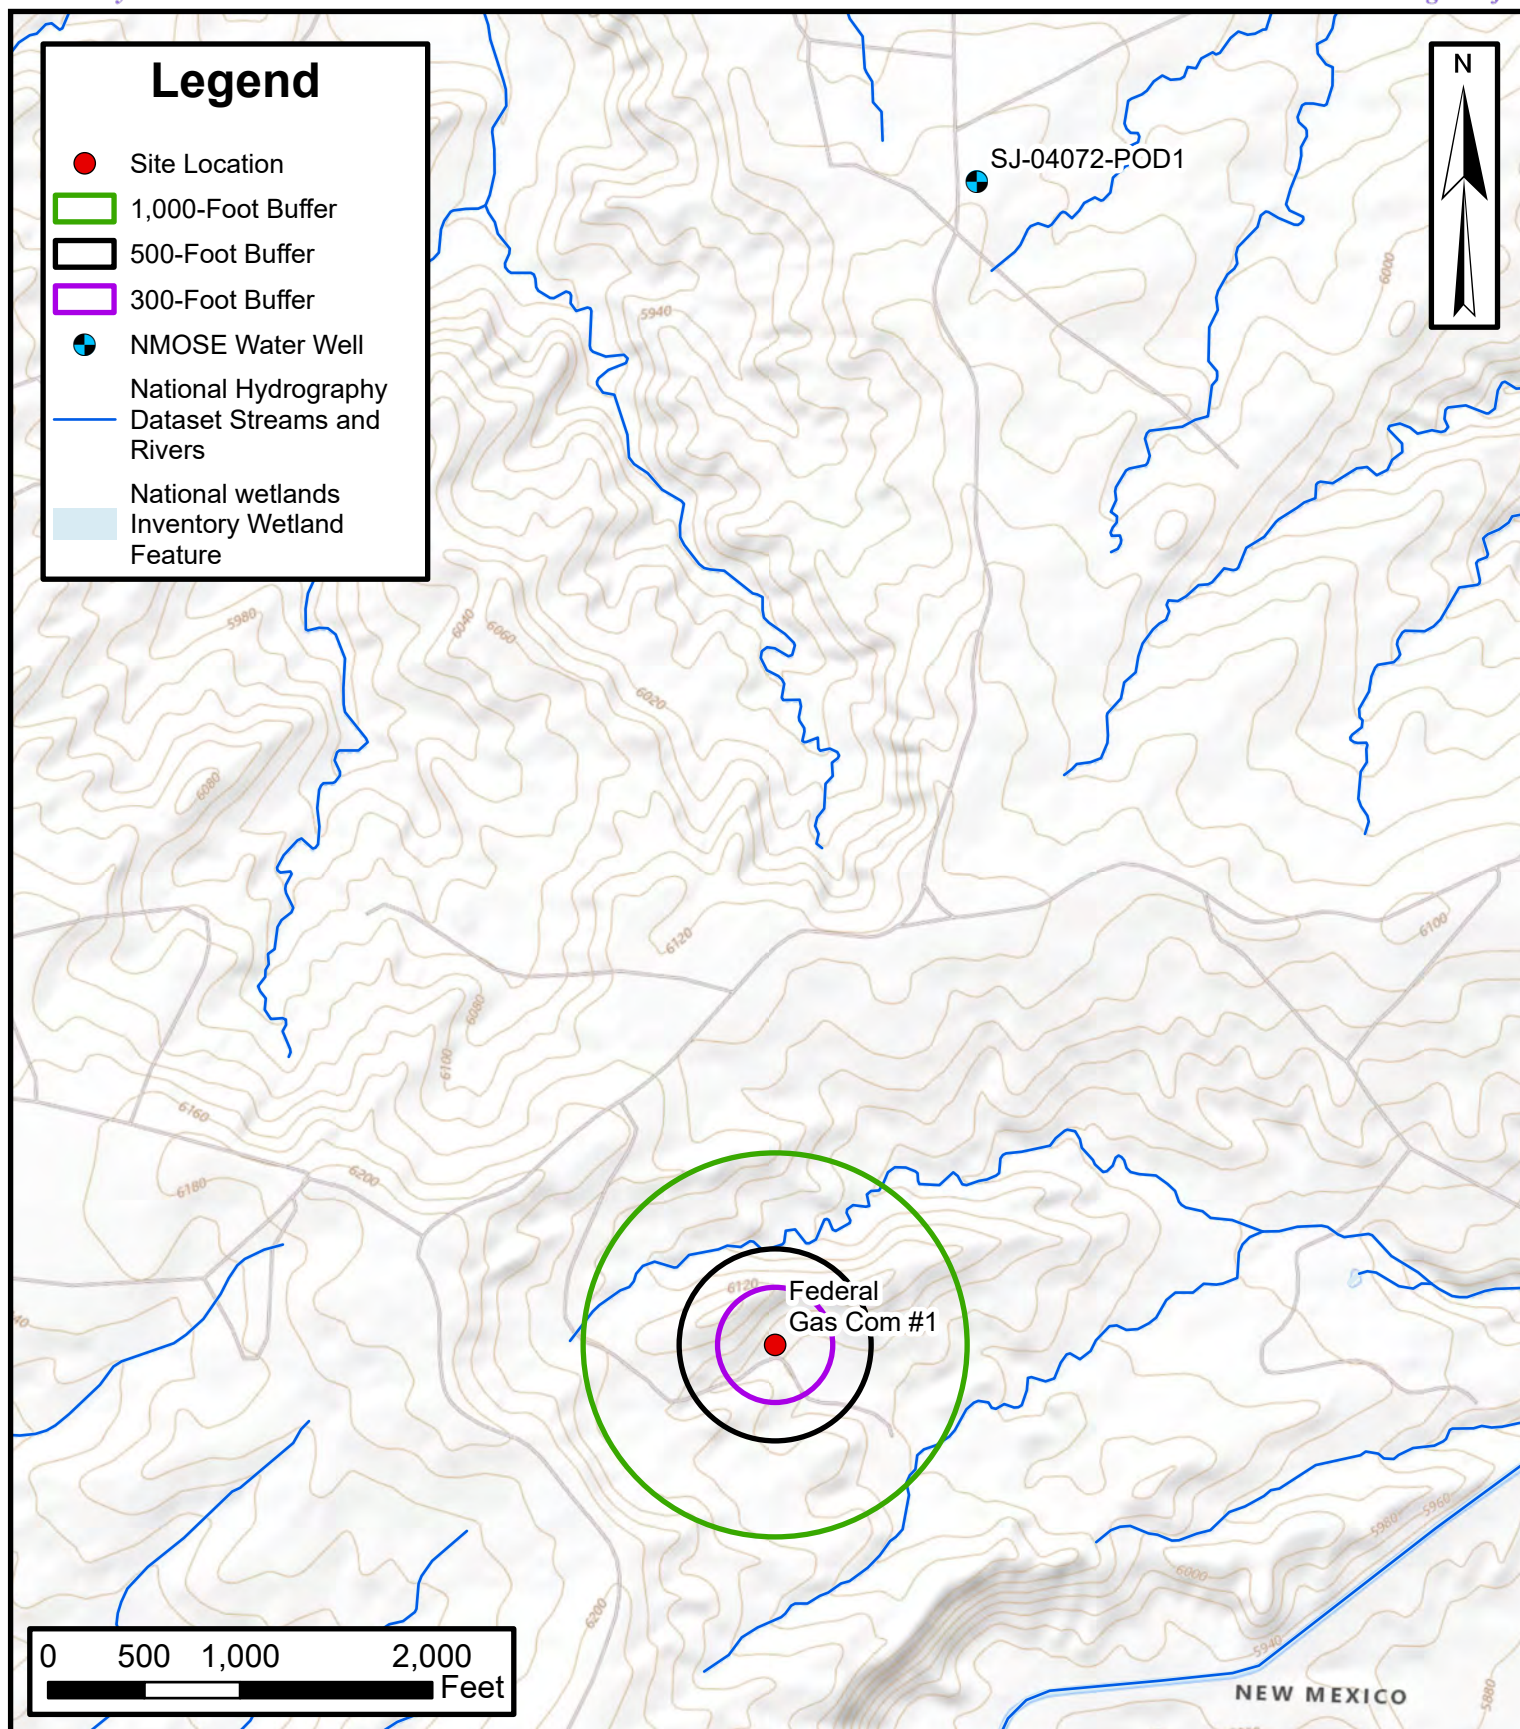 Legend
Site Location
1,000-Foot Buffer
500-Foot Buffer
300-Foot Buffer
NMOSE Water Well
National Hydrography
Dataset Streams and
Rivers
National wetlands
Inventory Wetland
Feature
N
SJ-04072-POD1
6000
5940
5980
6040
6060
6020
6080
6120
6100
6080
6100
6160
6200
6180
6120
Federal
Gas Com #1
40
5960
5980
6000
6200
5940
5880
0 500 1,000 2,000
Feet
NEW MEXICO